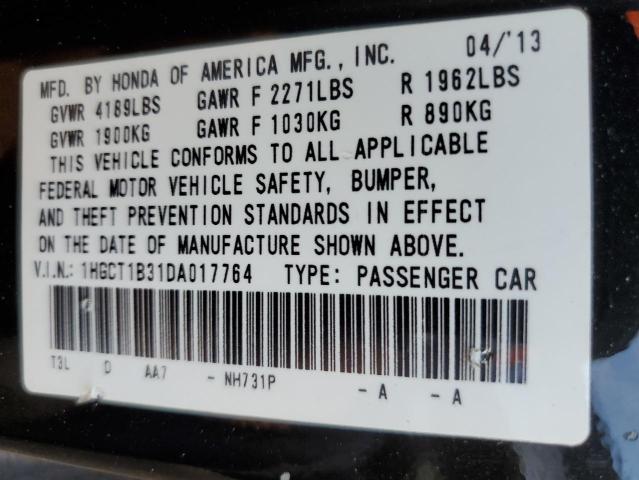 MFD. BY HONDA OF AMERICA MFG., INC. 04/'13
GVWR 4189LBS GAWR F 2271LBS R 1962LBS
GVWR 1900KG GAWR F 1030KG R 890KG
THIS VEHICLE CONFORMS TO ALL APPLICABLE
FEDERAL MOTOR VEHICLE SAFETY, BUMPER,
AND THEFT PREVENTION STANDARDS IN EFFECT
ON THE DATE OF MANUFACTURE SHOWN ABOVE.
V.I.N.: 1HGCT1B31DA017764 TYPE: PASSENGER CAR
T3L D AA7 - NH731P - A - A